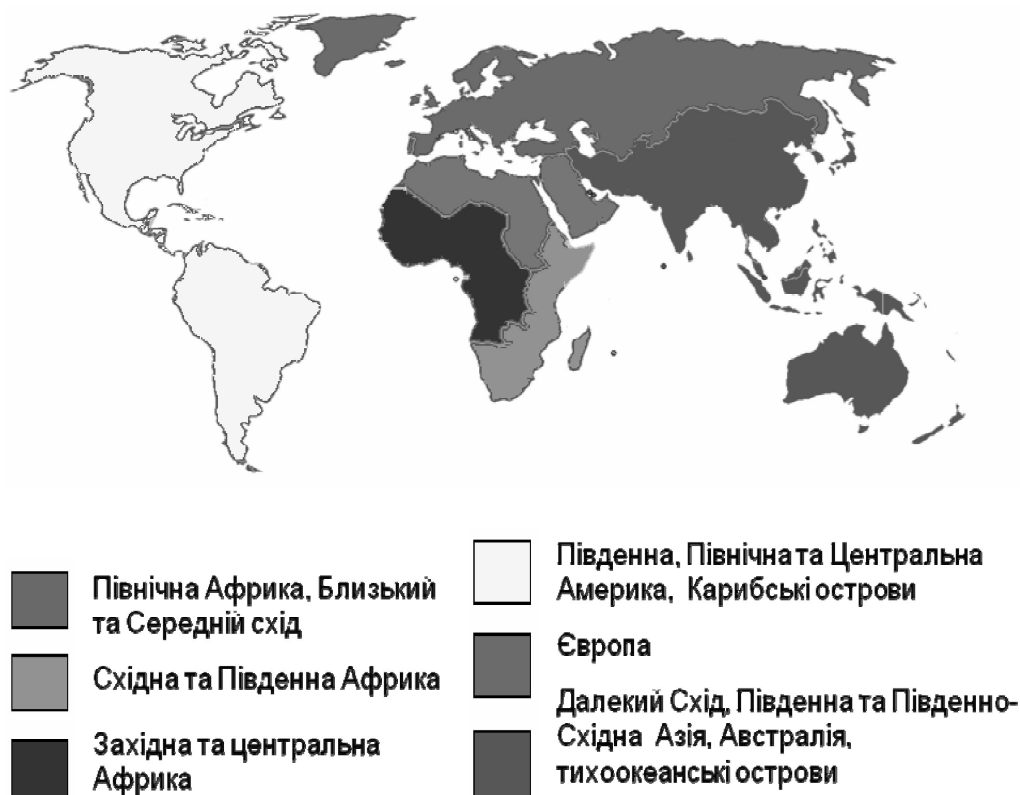 Північна Африка, Близький
та Середній схід
Східна та Південна Африка
Західна та центральна
Африка
Південна, Північна та Центральна
Америка, Карибські острови
Європа
Далекий Схід, Південна та Південно-
Східна Азія, Австралія,
тихоокеанські острови